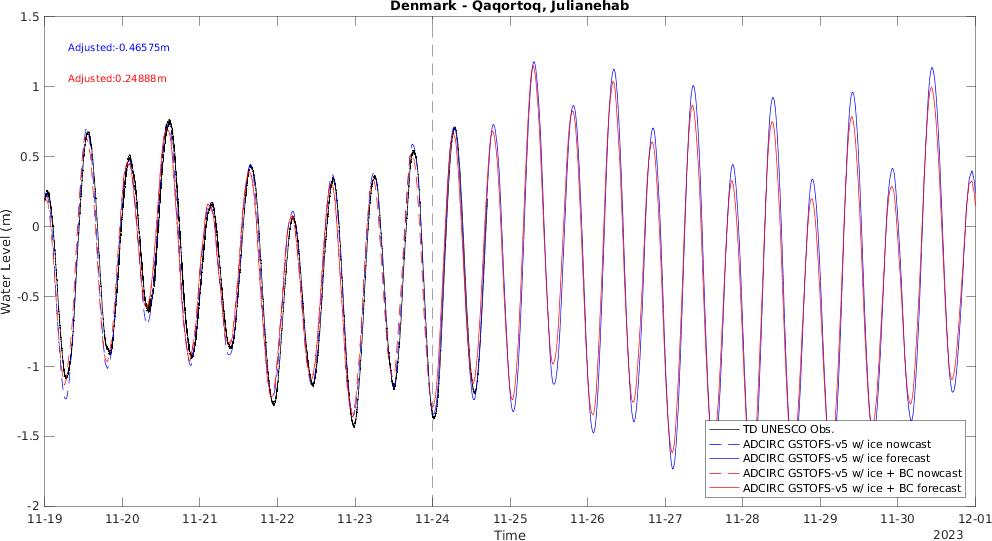 Denmark - Qaqortoq, Julianehab
Adjusted:-0.46575m
Adjusted:0.24888m
Water Level (m)
1.5
1
0.5
0
-0.5
-1
-1.5
-2
TD UNESCO Obs.
ADCIRC GSTOFS-v5 w/ ice nowcast
ADCIRC GSTOFS-v5 w/ ice forecast
ADCIRC GSTOFS-v5 w/ ice + BC nowcast
ADCIRC GSTOFS-v5 w/ ice + BC forecast
11-19 11-20 11-21 11-22 11-23 11-24 11-25 11-26 11-27 11-28 11-29 11-30 12-01
Time
2023